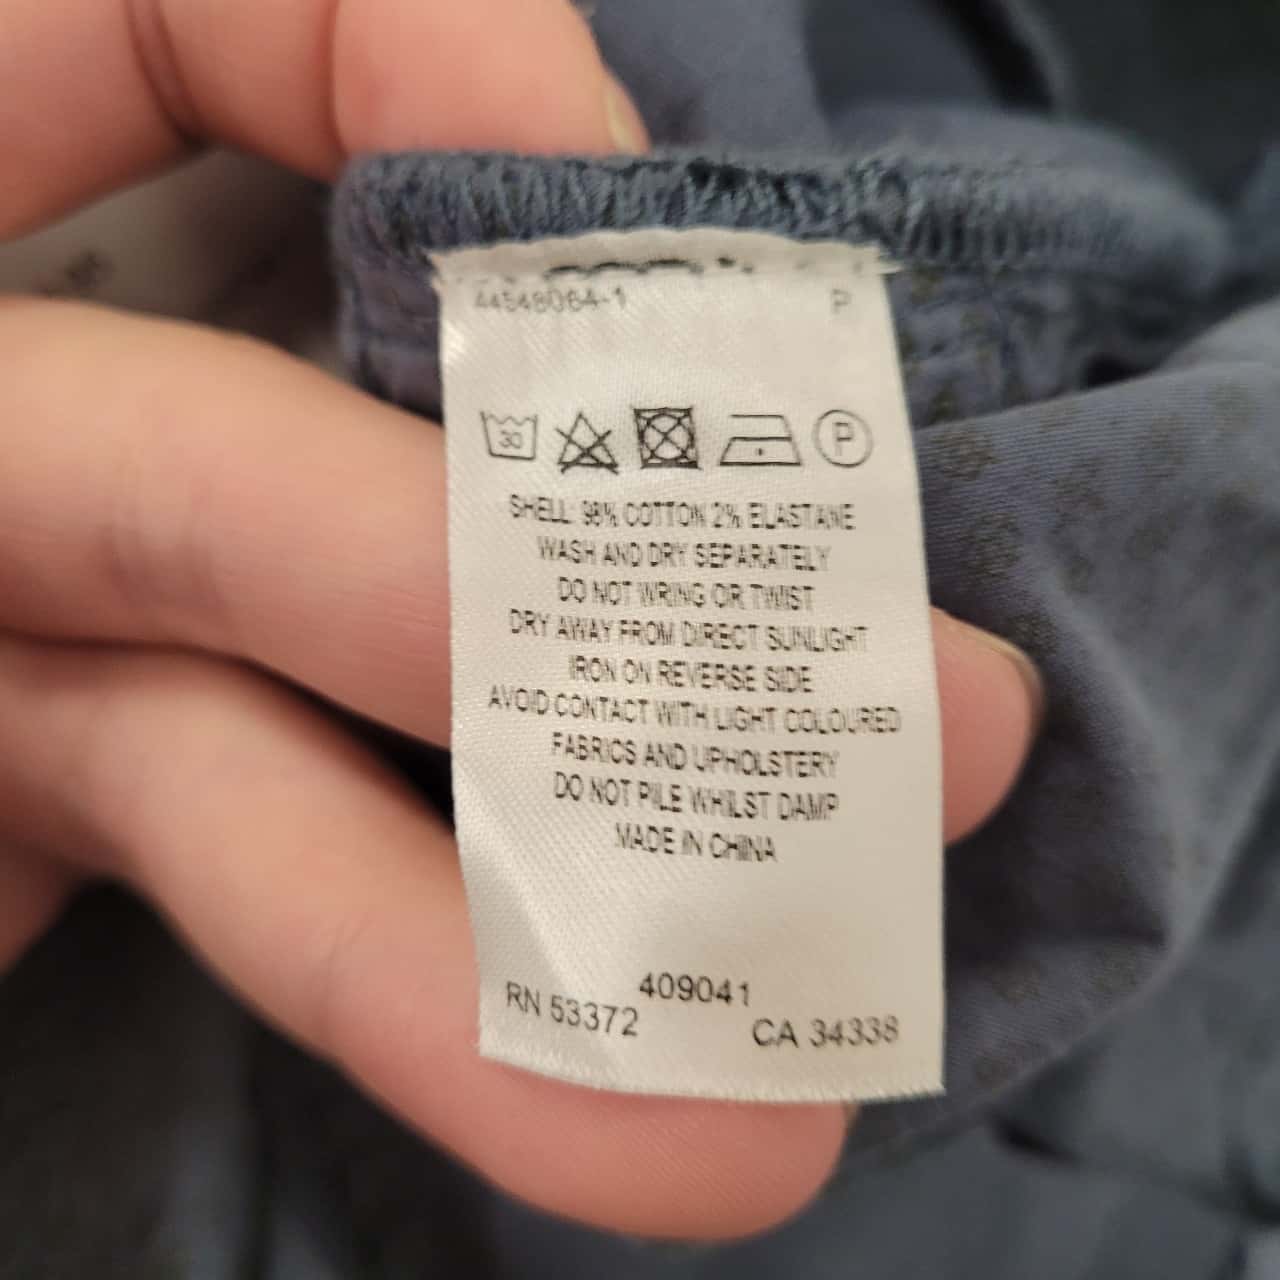 44548064-1 P
30 P
SHELL: 98% COTTON 2% ELASTANE
WASH AND DRY SEPARATELY
DO NOT WRING OR TWIST
DRY AWAY FROM DIRECT SUNLIGHT
IRON ON REVERSE SIDE
AVOID CONTACT WITH LIGHT COLOURED
FABRICS AND UPHOLSTERY
DO NOT PILE WHILST DAMP
MADE IN CHINA
409041
RN 53372 CA 34338